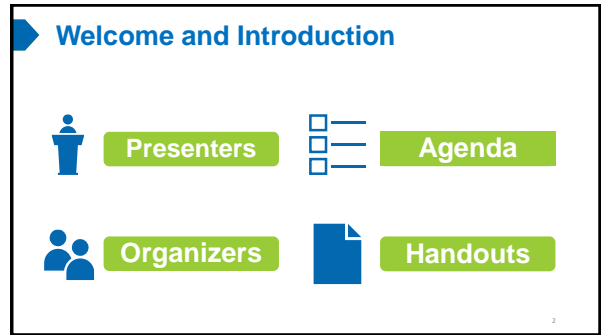 Welcome and Introduction
Presenters
Agenda
Organizers
Handouts
2